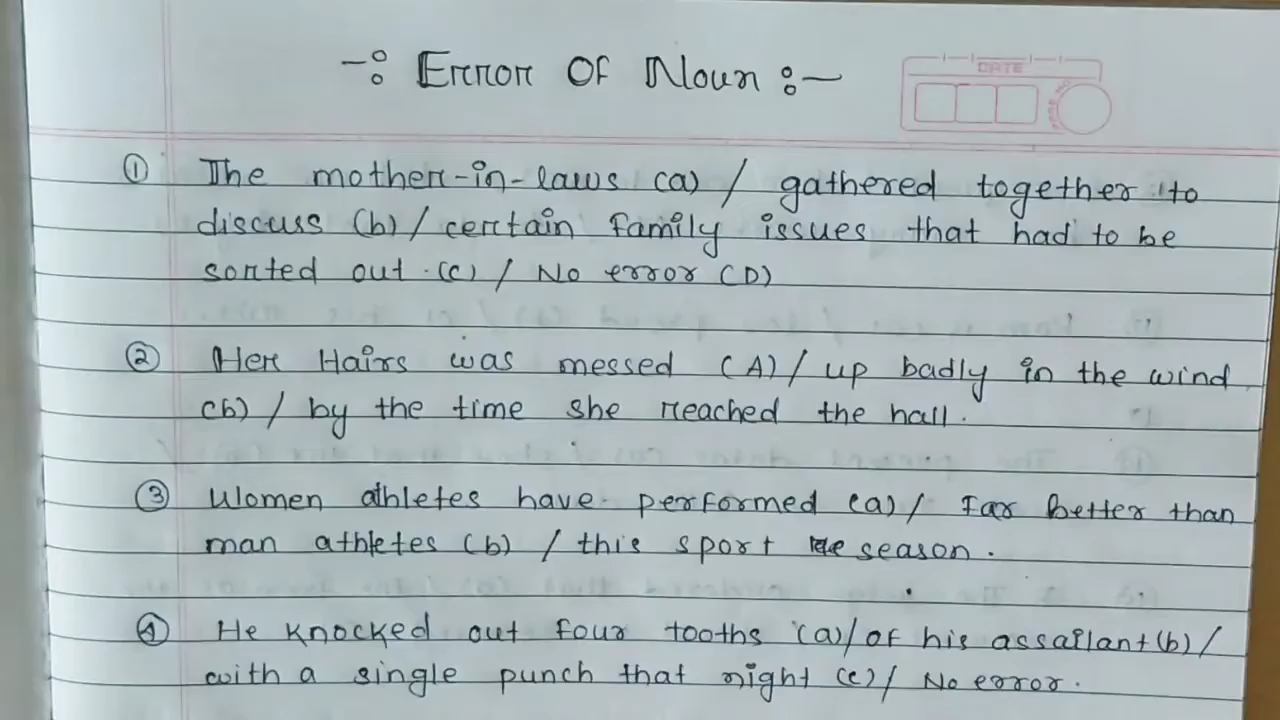 -: Error Of Noun :-
DATE
① The mother-in-laws (a) / gathered together to
discuss (b) / certain family issues that had to be
sorted out . (c) / No error (D)
② Her Hairs was messed (A) / up badly in the wind
(b) / by the time she reached the hall .
③ Women athletes have performed (a) / far better than
man athletes (b) / this sport season .
④ He knocked out four tooths (a) / of his assailant (b) /
with a single punch that night (c) / No error .